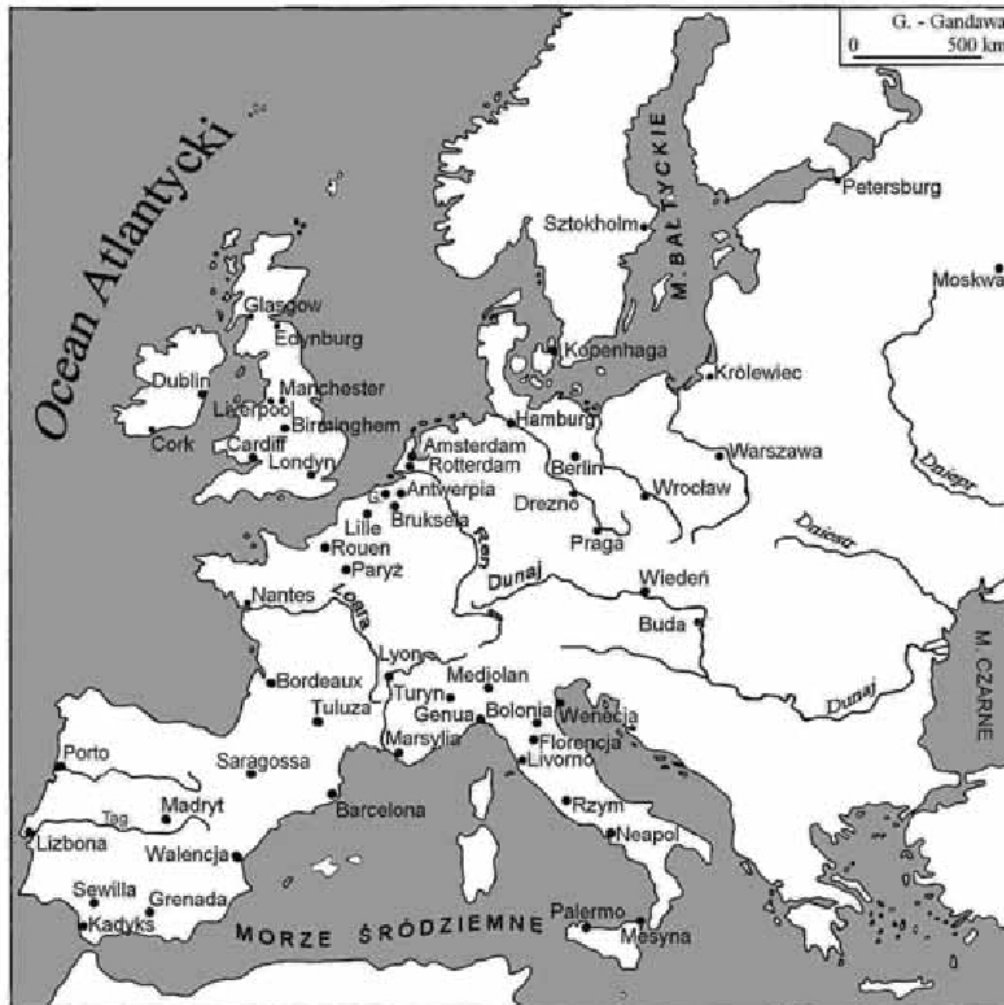 G. - Gandawa
0 500 km
Ocean Atlantycki
M. BAŁTYCKIE
Petersburg
Sztokholm
Moskwa
Glasgow
Edynburg
Kopenhaga
Królewiec
Dublin
Manchester
Liverpool
Birminghem
Hamburg
Cork
Cardiff
Amsterdam
Londyn
Rotterdam
Berlin
Warszawa
Dniepr
G.
Antwerpia
Drezno
Wrocław
Lille
Bruksela
Rouen
Ren
Praga
Dniestr
Paryż
Dunaj
Wiedeń
Nantes
Loara
Buda
M. CZARNE
Lyon
Mediolan
Bordeaux
Turyn
Dunaj
Tuluza
Genua
Bolonia
Wenecja
Marsylia
Florencja
Porto
Saragossa
Livorno
Madryt
Barcelona
Rzym
Tag
Lizbona
Neapol
Walencja
Sewilla
Grenada
Kadyks
MORZE ŚRÓDZIEMNE
Palermo
Mesyna